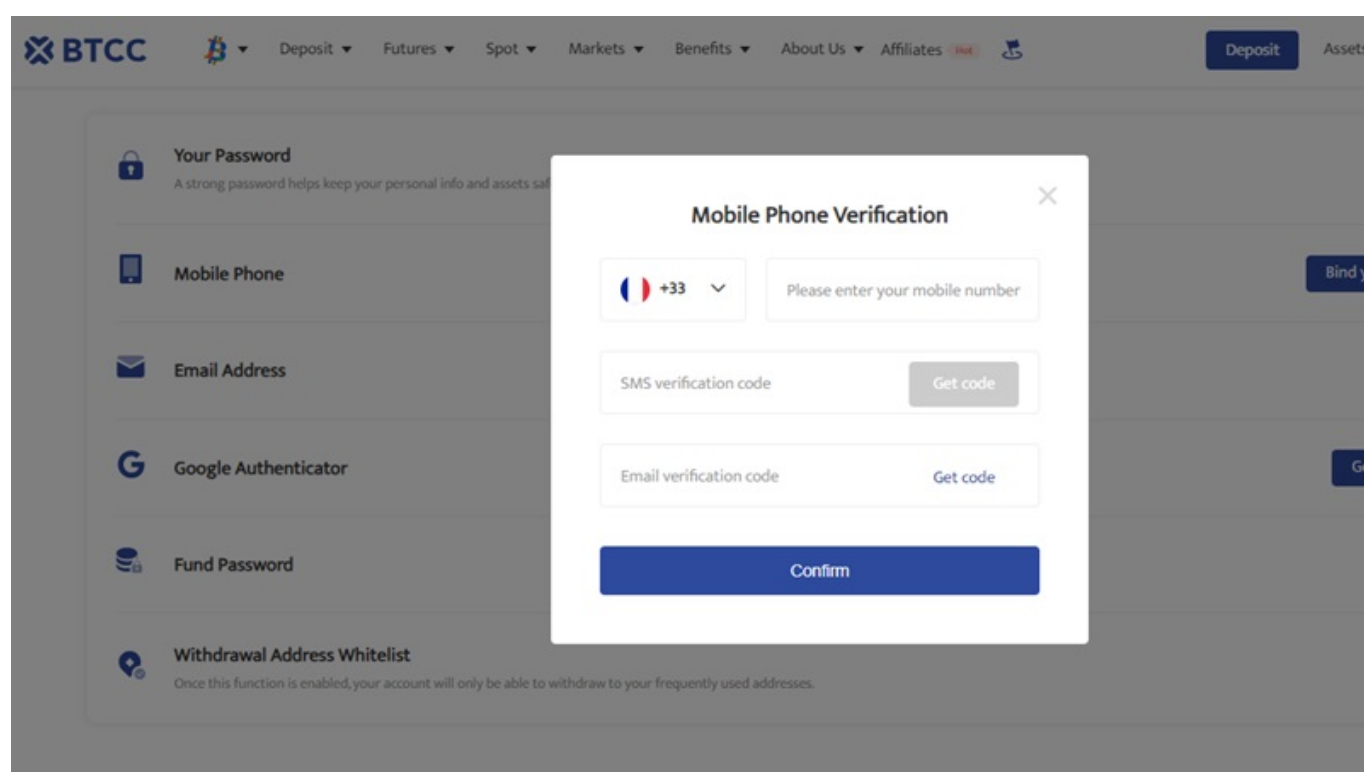 BTCC
Deposit
Futures
Spot
Markets
Benefits
About Us
Affiliates
Hot
Deposit
Assets
Your Password
A strong password helps keep your personal info and assets saf
Mobile Phone
Bind y
Email Address
Google Authenticator
G
Fund Password
Withdrawal Address Whitelist
Once this function is enabled, your account will only be able to withdraw to your frequently used addresses.
Mobile Phone Verification
+33
Please enter your mobile number
SMS verification code
Get code
Email verification code
Get code
Confirm